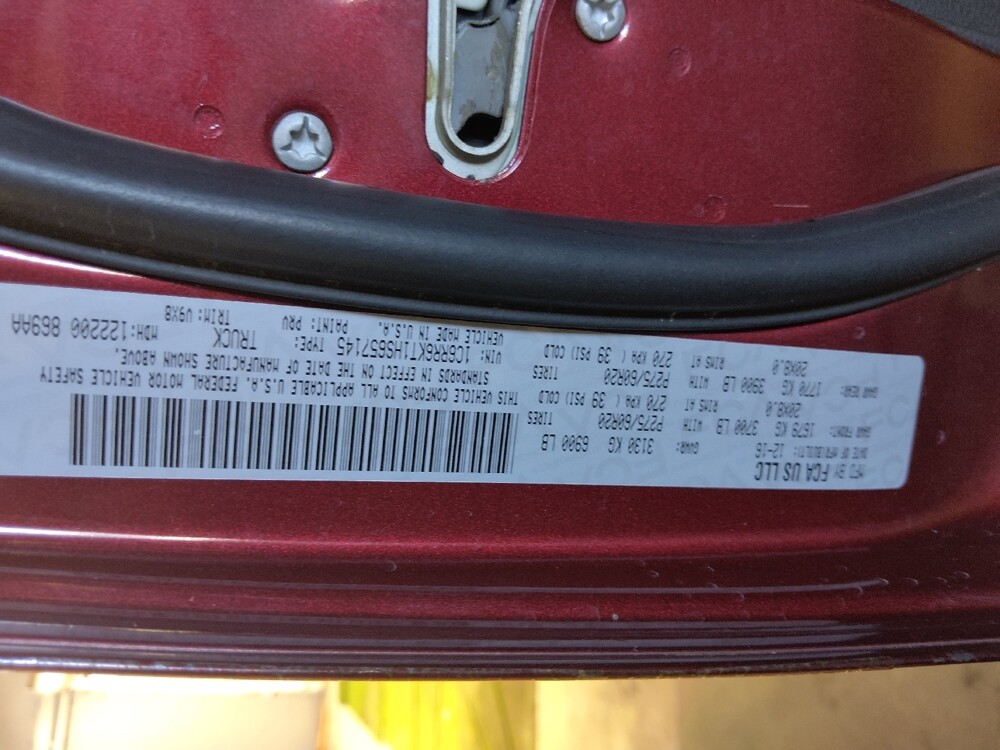 MFD BY FCA US LLC
DATE OF MFR(BUILT): 12-16 GVWR: 3130 KG 6900 LB
GAWR FRONT: 1679 KG 3700 LB WITH P275/60R20 TIRES
20X8.0 RIMS AT 270 KPA ( 39 PSI) COLD
GAWR REAR: 1770 KG 3900 LB WITH P275/60R20 TIRES
20X8.0 RIMS AT 270 KPA ( 39 PSI) COLD
THIS VEHICLE CONFORMS TO ALL APPLICABLE U.S.A. FEDERAL MOTOR VEHICLE SAFETY
STANDARDS IN EFFECT ON THE DATE OF MANUFACTURE SHOWN ABOVE.
VIN: 1C6RR6KT1HS657145 TYPE: TRUCK MDH: 122200 869AA
VEHICLE MADE IN U.S.A. PAINT: PRV TRIM: V9X8